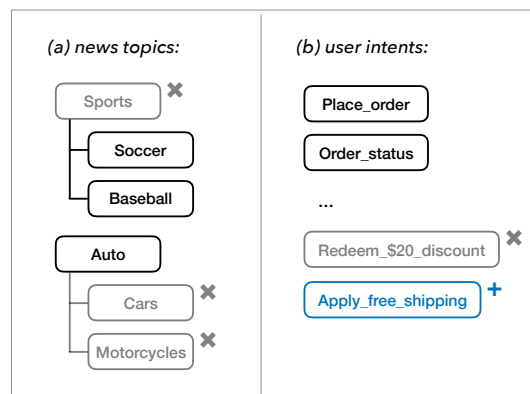 (a) news topics:
Sports
Soccer
Baseball
Auto
Cars
Motorcycles
(b) user intents:
Place_order
Order_status
...
Redeem_$20_discount
Apply_free_shipping